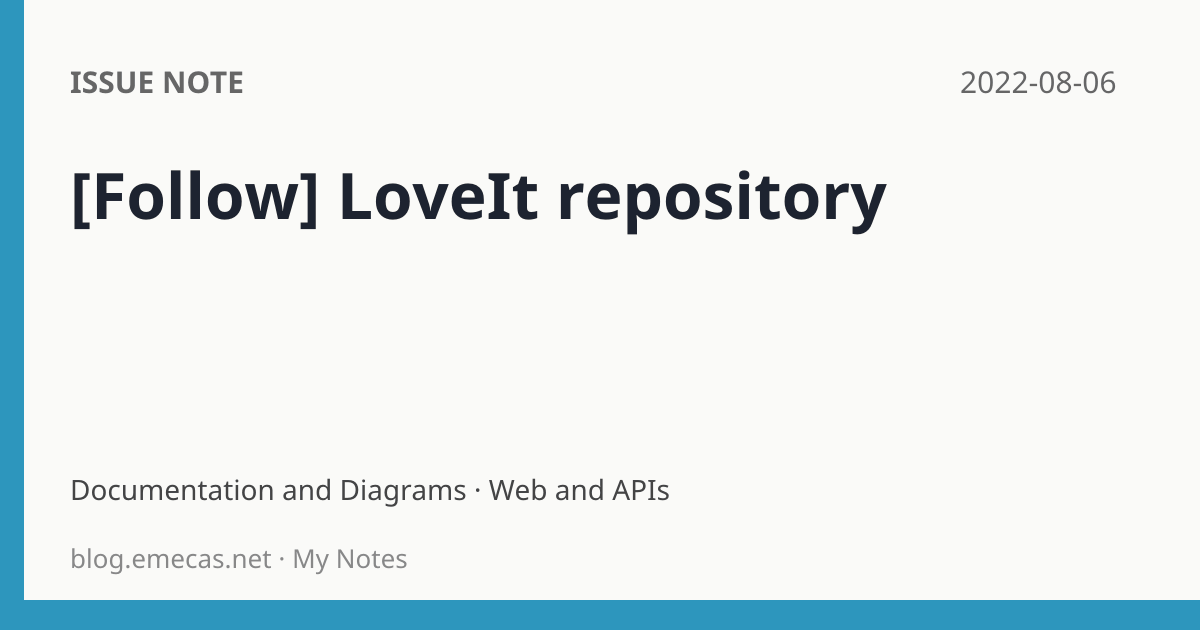 ISSUE NOTE
2022-08-06
[Follow] LoveIt repository
Documentation and Diagrams · Web and APIs
blog.emecas.net · My Notes